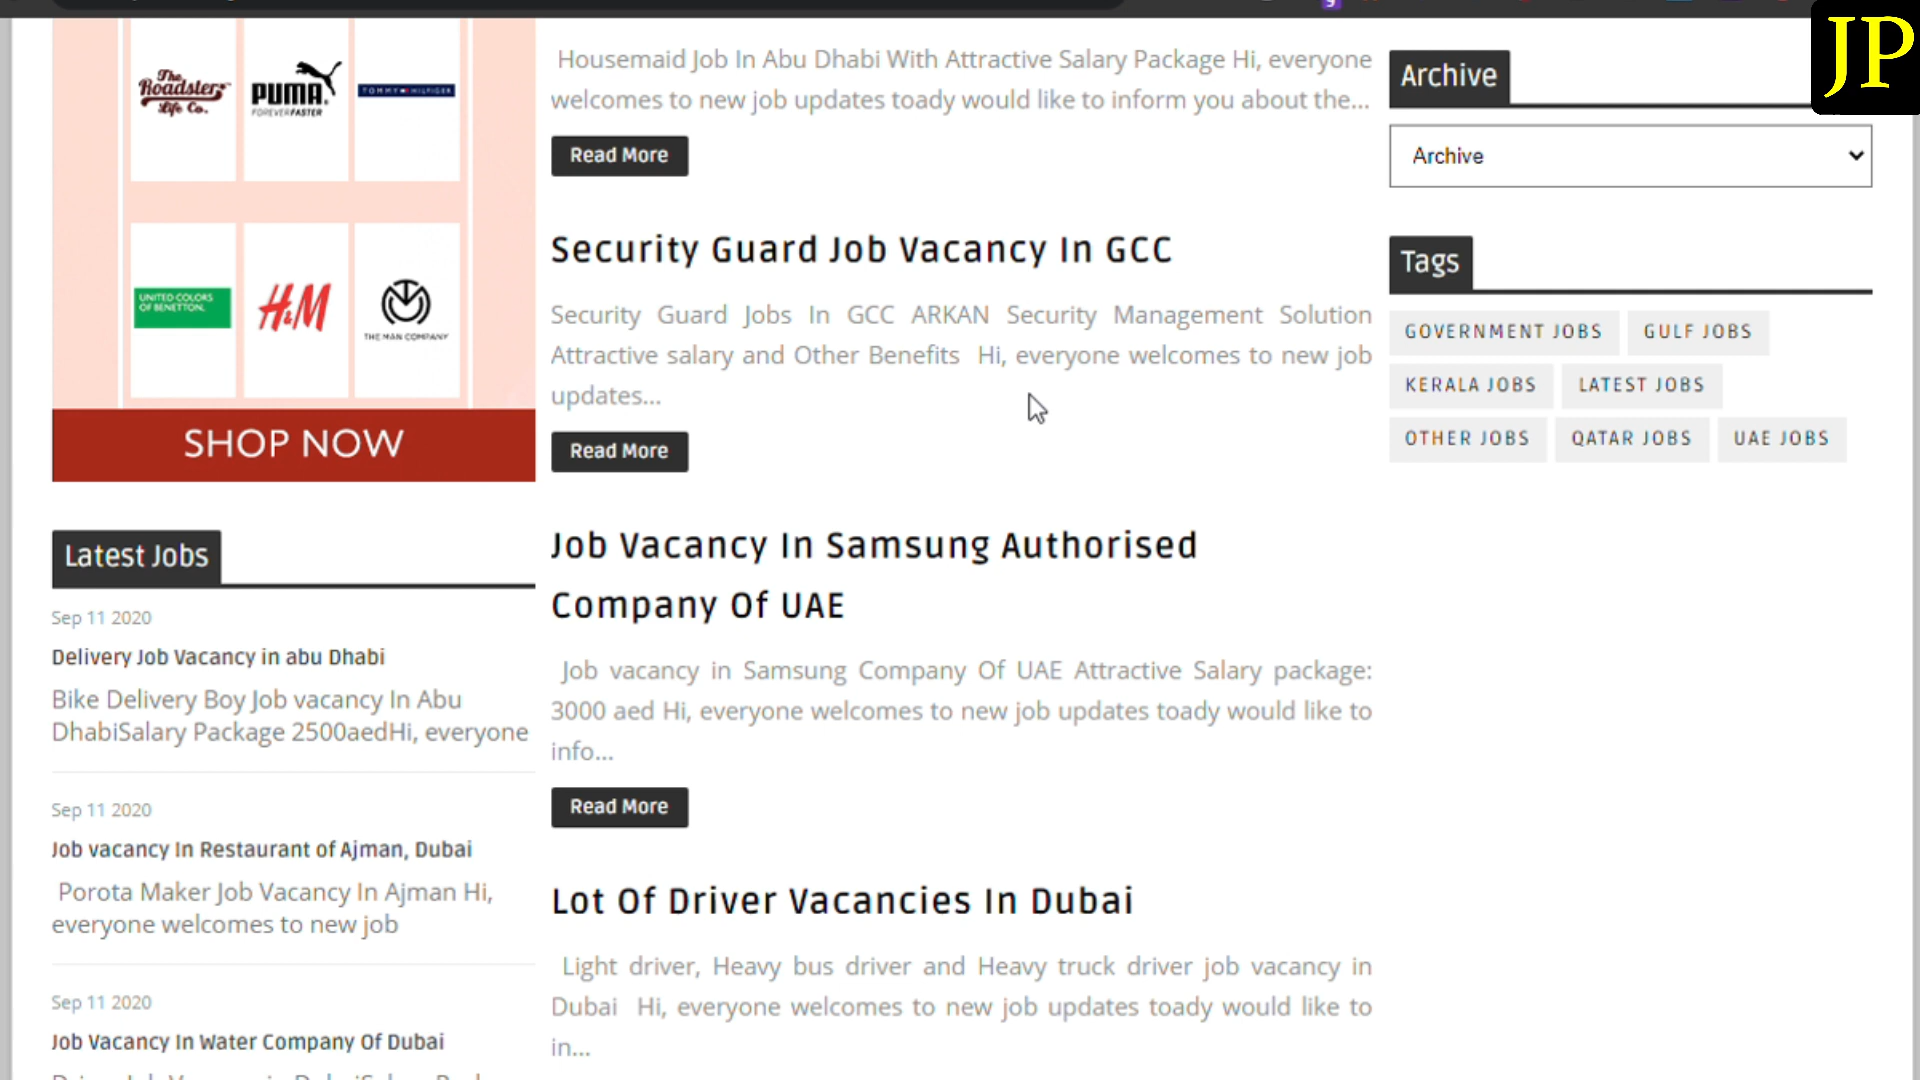 JP
The
Roadster
Life Co.
PUMA
FOREVER FASTER
TOMMY HILFIGER
UNITED COLORS
OF BENETTON.
H&M
THE MAN COMPANY
SHOP NOW
Latest Jobs
Sep 11 2020
Delivery Job Vacancy in abu Dhabi
Bike Delivery Boy Job vacancy In Abu
DhabiSalary Package 2500aedHi, everyone
Sep 11 2020
Job vacancy In Restaurant of Ajman, Dubai
Porota Maker Job Vacancy In Ajman Hi,
everyone welcomes to new job
Sep 11 2020
Job Vacancy In Water Company Of Dubai
Housemaid Job In Abu Dhabi With Attractive Salary Package Hi, everyone
welcomes to new job updates toady would like to inform you about the...
Read More
Security Guard Job Vacancy In GCC
Security Guard Jobs In GCC ARKAN Security Management Solution
Attractive salary and Other Benefits Hi, everyone welcomes to new job
updates...
Read More
Job Vacancy In Samsung Authorised
Company Of UAE
Job vacancy in Samsung Company Of UAE Attractive Salary package:
3000 aed Hi, everyone welcomes to new job updates toady would like to
info...
Read More
Lot Of Driver Vacancies In Dubai
Light driver, Heavy bus driver and Heavy truck driver job vacancy in
Dubai Hi, everyone welcomes to new job updates toady would like to
in...
Archive
Archive
Tags
GOVERNMENT JOBS GULF JOBS
KERALA JOBS LATEST JOBS
OTHER JOBS QATAR JOBS UAE JOBS